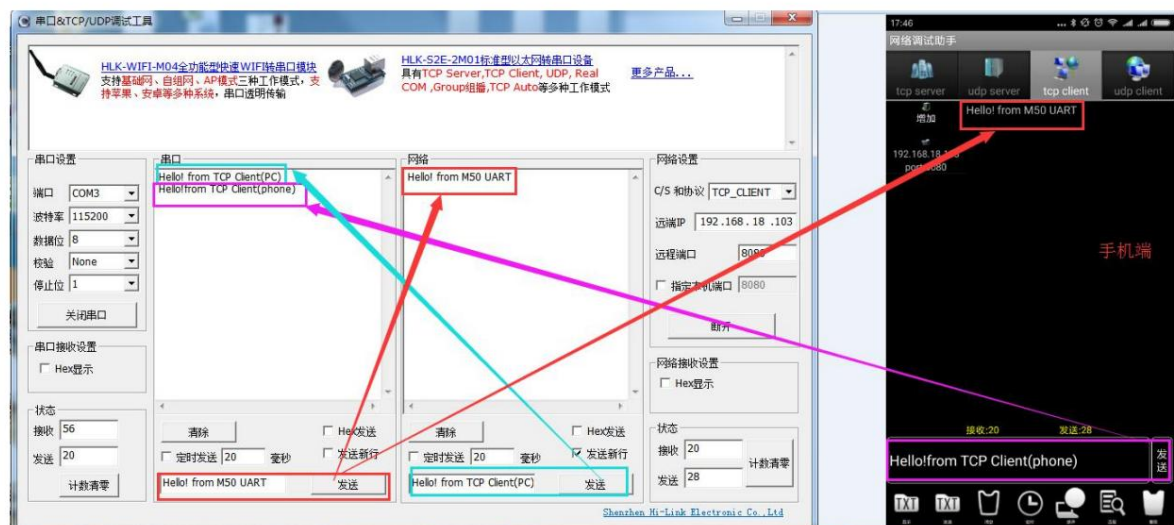 串口&TCP/UDP调试工具
HLK-WIFI-M04全功能型快速WIFI转串口模块
支持基础网、自组网、AP模式三种工作模式，支
持苹果、安卓等多种系统，串口透明传输
HLK-S2E-2M01标准型以太网转串口设备
具有TCP Server,TCP Client, UDP, Real
COM ,Group组播,TCP Auto等多种工作模式
更多产品...
串口设置
端口 COM3
波特率 115200
数据位 8
校验 None
停止位 1
关闭串口
串口接收设置
Hex显示
状态
接收 56
发送 20
计数清零
串口
Hello! from TCP Client(PC)
Hello!from TCP Client(phone)
清除
Hex发送
定时发送 20 毫秒
发送新行
Hello! from M50 UART
发送
网络
Hello! from M50 UART
清除
Hex发送
定时发送 20 毫秒
发送新行
Hello! from TCP Client(PC)
发送
网络设置
C/S 和协议 TCP_CLIENT
远端IP 192.168.18 .103
远程端口 8080
指定本机端口 8080
断开
网络接收设置
Hex显示
状态
接收 20
发送 28
计数清零
Shenzhen Hi-Link Electronic Co.,Ltd
17:46
网络调试助手
tcp server
udp server
tcp client
udp client
增加
Hello! from M50 UART
192.168.18.
手机端
接收:20
发送:28
Hello!from TCP Client(phone)
发送
TXT
TXT